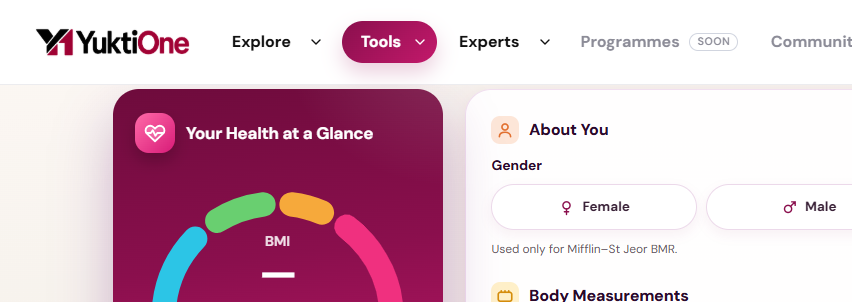 YuktiOne Explore Tools Experts Programmes SOON
Your Health at a Glance
BMI
About You
Gender
Female Male
Used only for Mifflin–St Jeor BMR.
Body Measurements